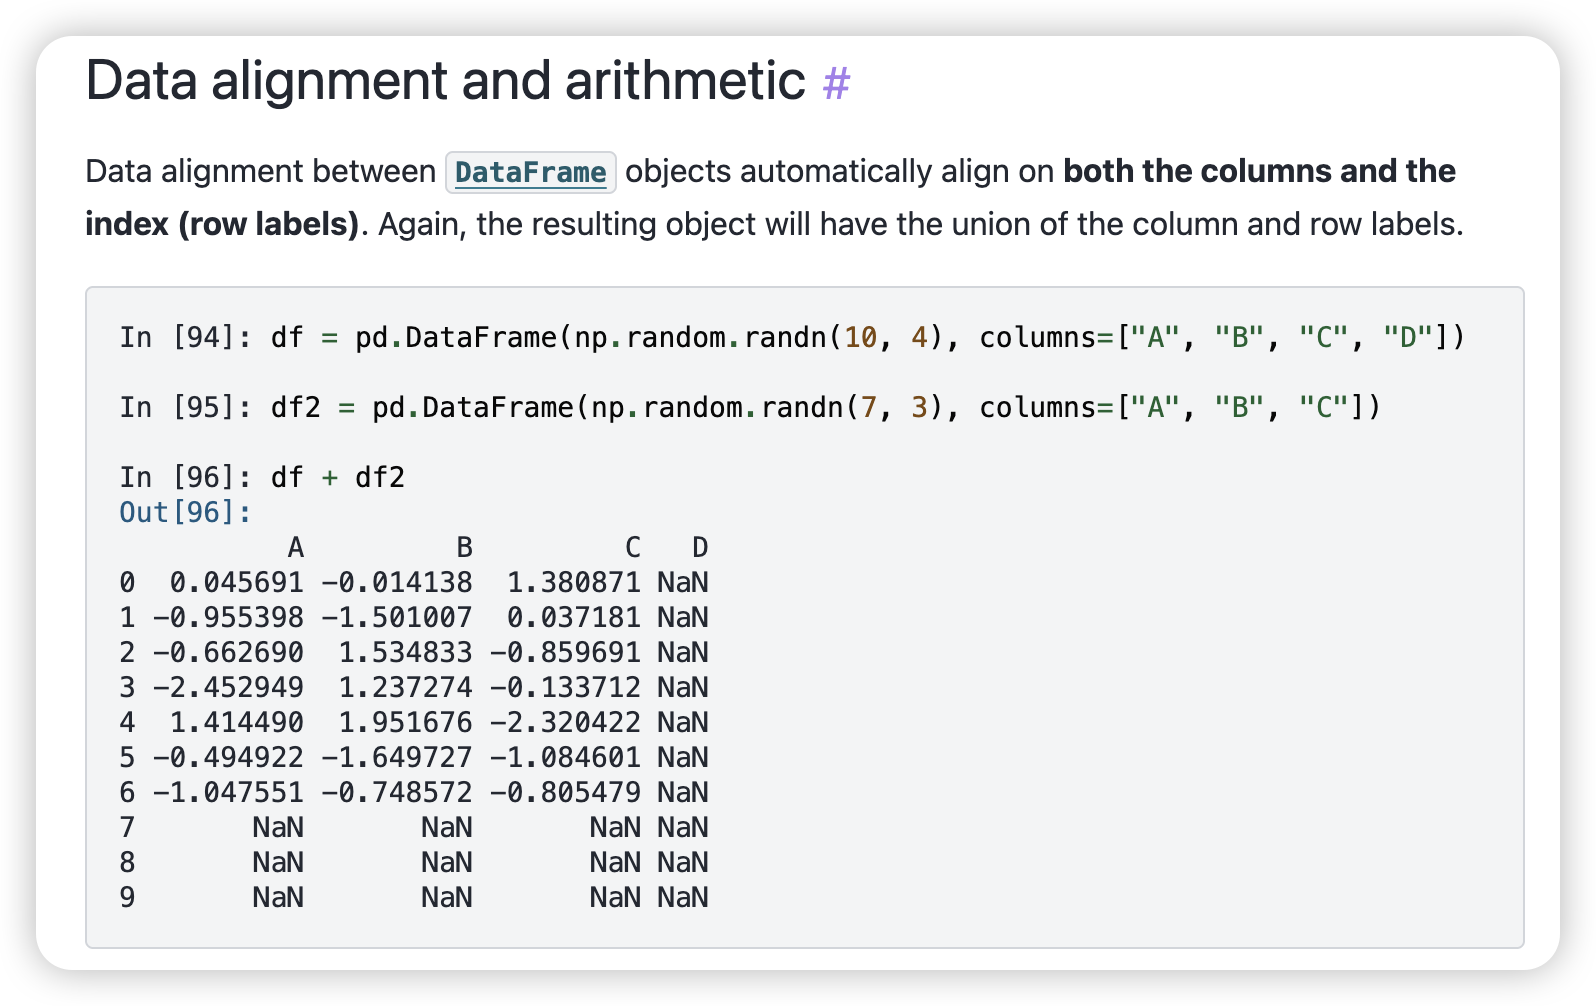 Data alignment and arithmetic #
Data alignment between DataFrame objects automatically align on both the columns and the
index (row labels). Again, the resulting object will have the union of the column and row labels.
In [94]: df = pd.DataFrame(np.random.randn(10, 4), columns=["A", "B", "C", "D"])
In [95]: df2 = pd.DataFrame(np.random.randn(7, 3), columns=["A", "B", "C"])
In [96]: df + df2
Out[96]:
          A         B         C   D
0  0.045691 -0.014138  1.380871 NaN
1 -0.955398 -1.501007  0.037181 NaN
2 -0.662690  1.534833 -0.859691 NaN
3 -2.452949  1.237274 -0.133712 NaN
4  1.414490  1.951676 -2.320422 NaN
5 -0.494922 -1.649727 -1.084601 NaN
6 -1.047551 -0.748572 -0.805479 NaN
7       NaN       NaN       NaN NaN
8       NaN       NaN       NaN NaN
9       NaN       NaN       NaN NaN